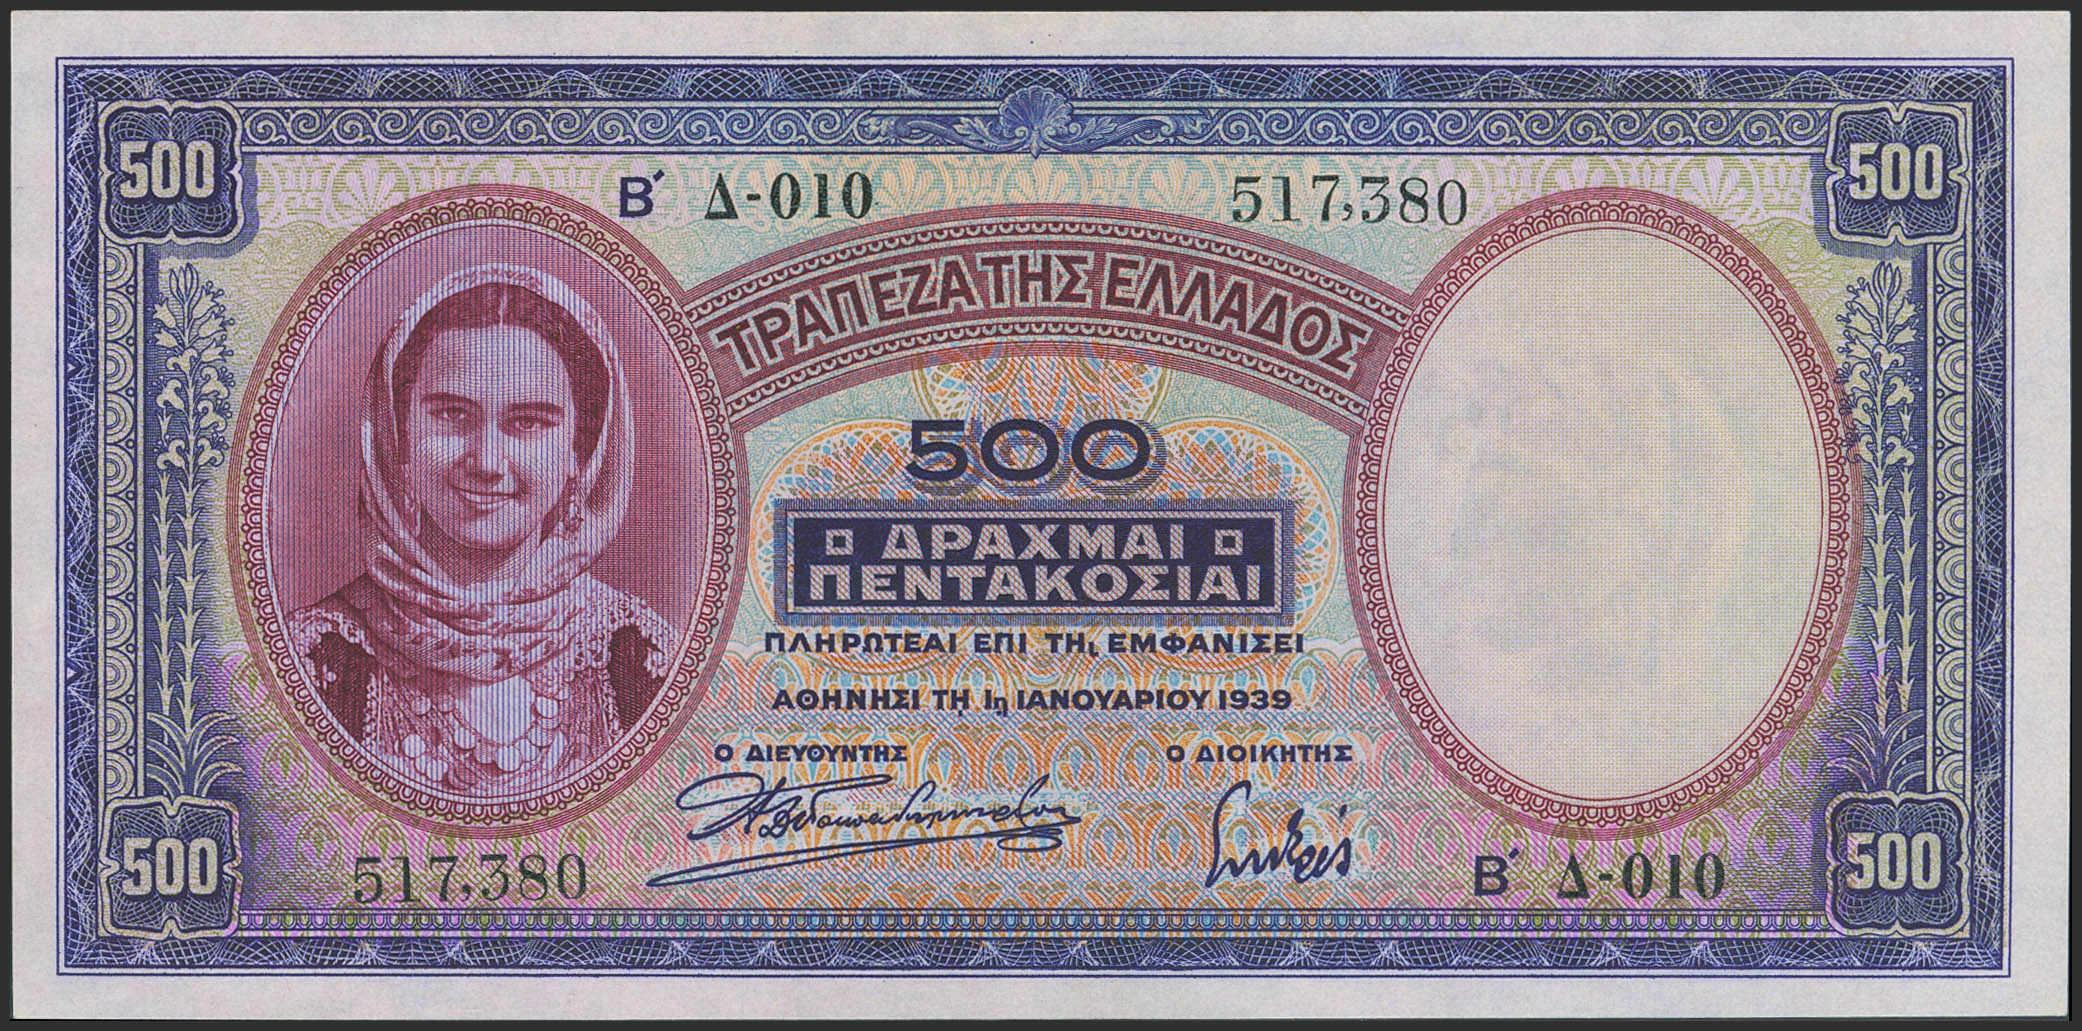 500
500
Β΄ Δ-010
517,380
ΤΡΑΠΕΖΑ ΤΗΣ ΕΛΛΑΔΟΣ
500
ΔΡΑΧΜΑΙ
ΠΕΝΤΑΚΟΣΙΑΙ
ΠΛΗΡΩΤΕΑΙ ΕΠΙ ΤΗι ΕΜΦΑΝΙΣΕΙ
ΑΘΗΝΗΣΙ Τῌ 1η ΙΑΝΟΥΑΡΙΟΥ 1939
Ο ΔΙΕΥΘΥΝΤΗΣ
Ο ΔΙΟΙΚΗΤΗΣ
517,380
Β΄ Δ-010
500
500